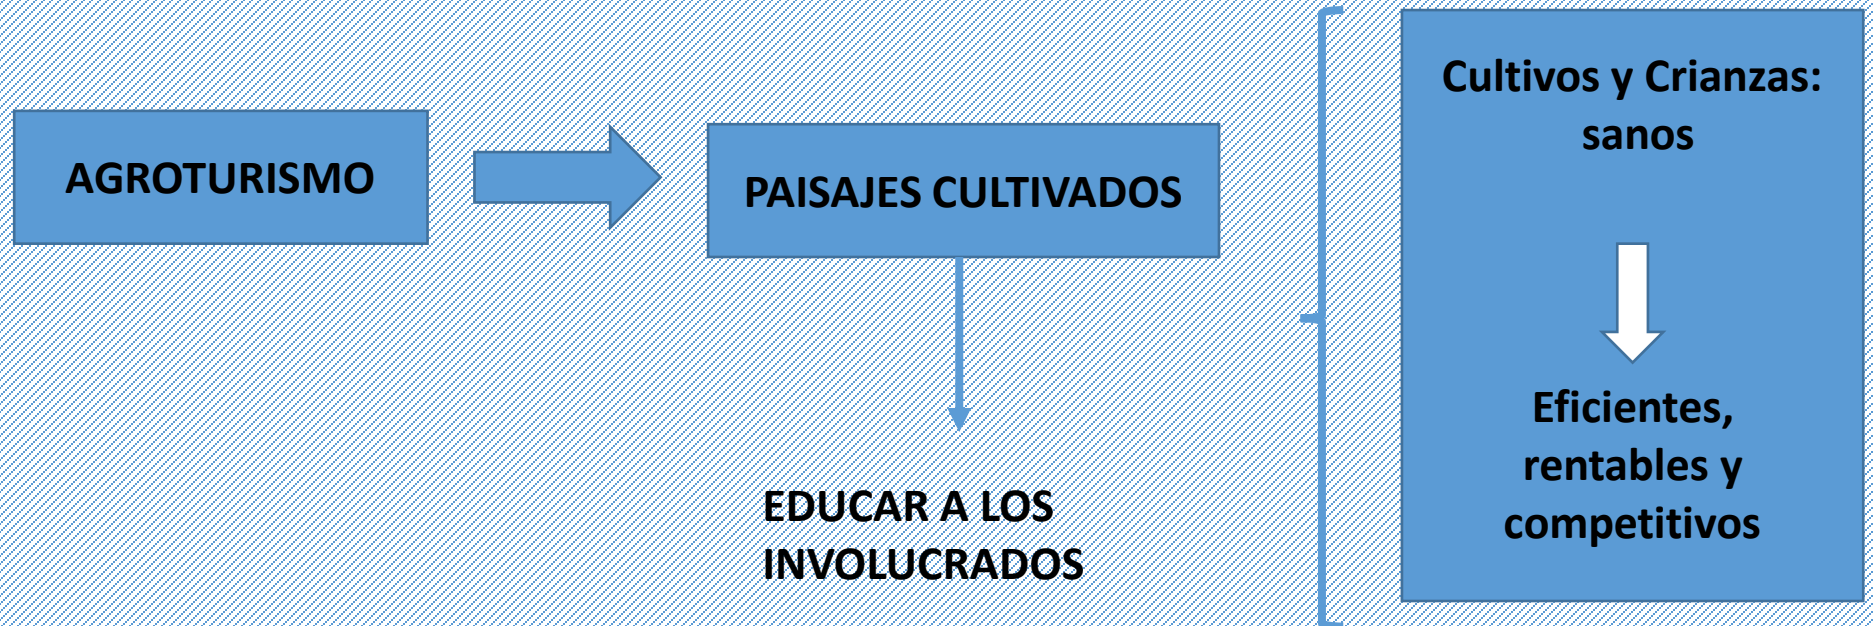 AGROTURISMO
PAISAJES CULTIVADOS
EDUCAR A LOS
INVOLUCRADOS
Cultivos y Crianzas:
sanos
Eficientes,
rentables y
competitivos